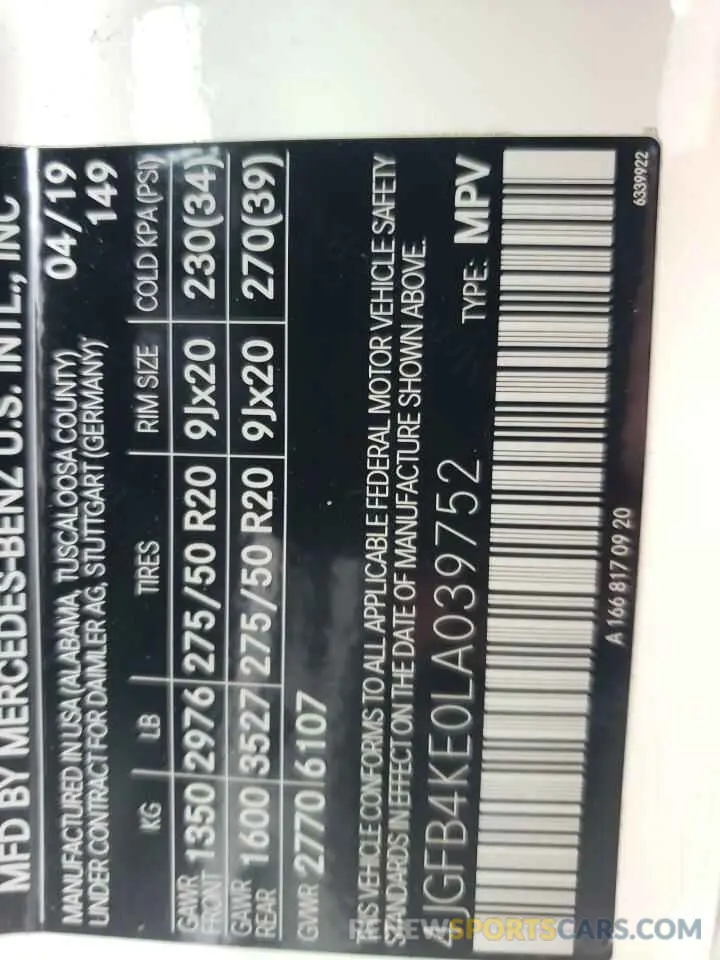 MFD BY MERCEDES-BENZ U.S. INTL., INC
MANUFACTURED IN USA (ALABAMA, TUSCALOOSA COUNTY) 04/19
UNDER CONTRACT FOR DAIMLER AG, STUTTGART (GERMANY) 149
KG LB TIRES RIM SIZE COLD KPA (PSI)
GAWR FRONT 1350 2976 275/50 R20 9Jx20 230(34)
GAWR REAR 1600 3527 275/50 R20 9Jx20 270(39)
GVWR 2770 6107
THIS VEHICLE CONFORMS TO ALL APPLICABLE FEDERAL MOTOR VEHICLE SAFETY
STANDARDS IN EFFECT ON THE DATE OF MANUFACTURE SHOWN ABOVE.
4JGFB4KE0LA039752 TYPE: MPV
A 166 817 09 20 6339922
RENEWSPORTSCARS.COM